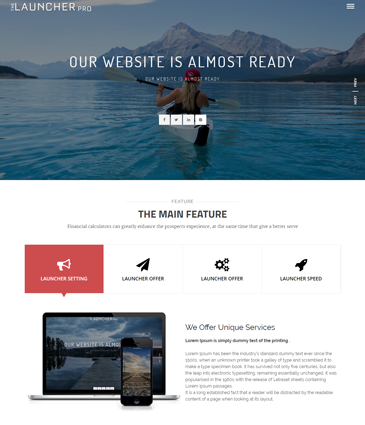 THE LAUNCHER PRO
OUR WEBSITE IS ALMOST READY
OUR WEBSITE IS ALMOST READY
PREV
NEXT
FEATURE
THE MAIN FEATURE
Financial calculators can greatly enhance the prospects experience, at the same time that give a better serve
LAUNCHER SETTING
LAUNCHER OFFER
LAUNCHER OFFER
LAUNCHER SPEED
We Offer Unique Services
Lorem Ipsum is simply dummy text of the printing.
Lorem Ipsum has been the industry's standard dummy text ever since the
1500s, when an unknown printer took a galley of type and scrambled it to
make a type specimen book. It has survived not only five centuries, but also
the leap into electronic typesetting, remaining essentially unchanged. It was
popularised in the 1960s with the release of Letraset sheets containing
Lorem Ipsum passages.
It is a long established fact that a reader will be distracted by the readable
content of a page when looking at its layout.
OUR WEBSITE IS ALMOST